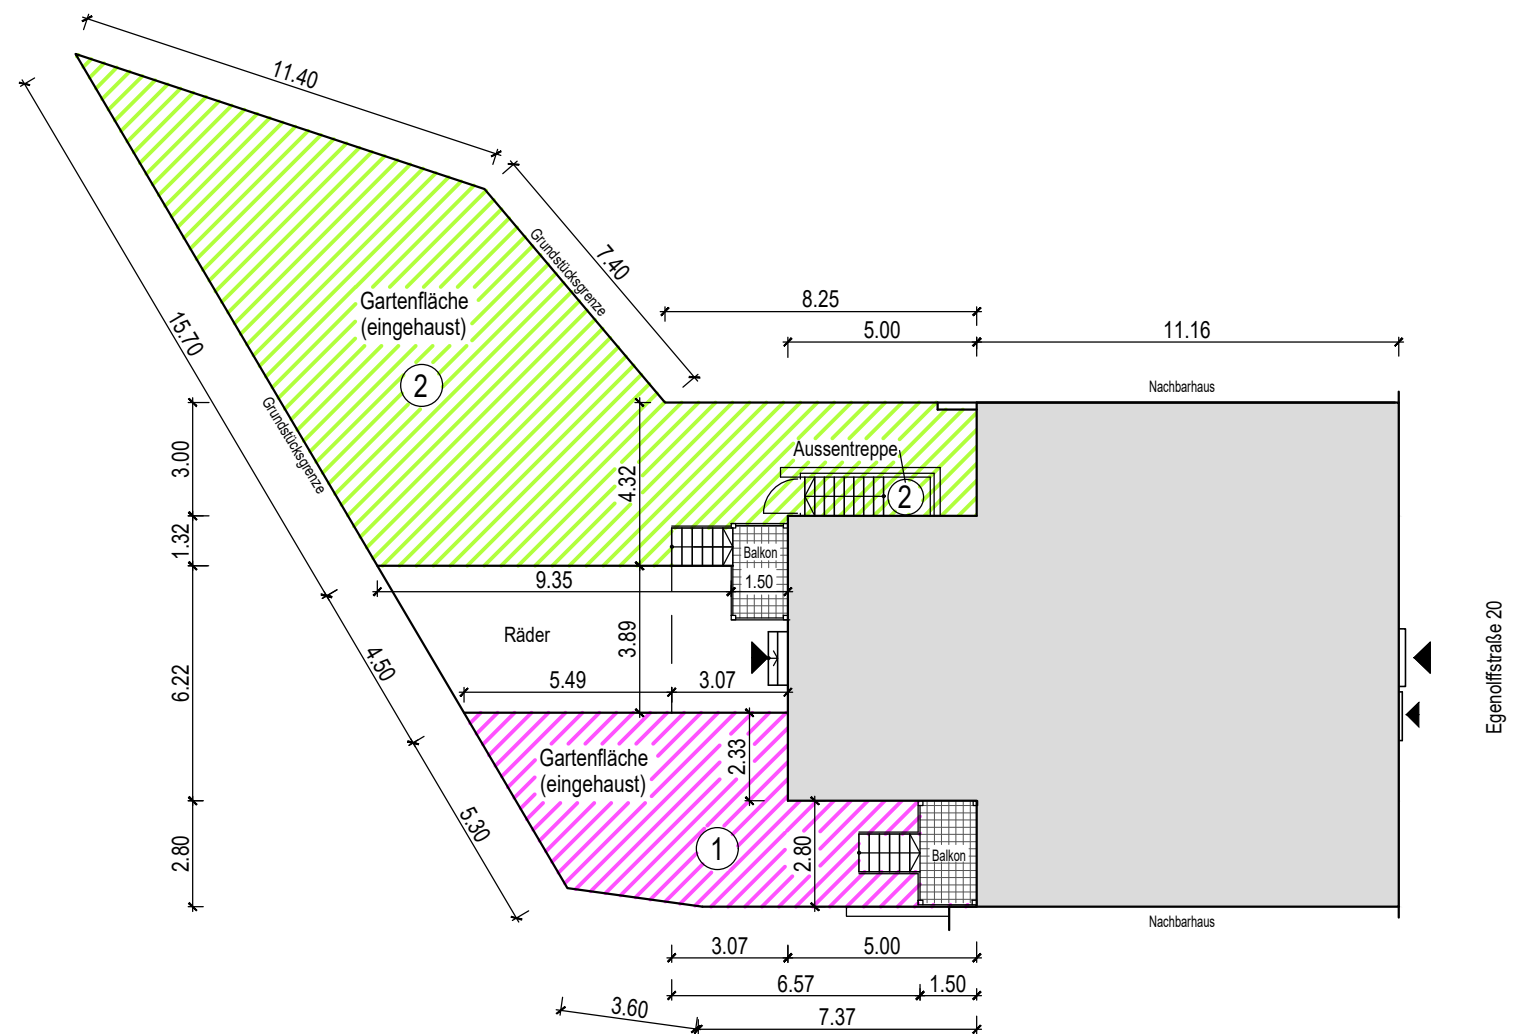 11.40
7.40
Grundstücksgrenze
15.70
Grundstücksgrenze
Gartenfläche
(eingehaust)
2
8.25
5.00
11.16
Nachbarhaus
3.00
4.32
Aussentreppe
2
1.32
Balkon
9.35
1.50
Räder
3.89
4.50
6.22
5.49
3.07
Egenolffstraße 20
Gartenfläche
(eingehaust)
2.33
5.30
1
2.80
2.80
Balkon
Nachbarhaus
3.07
5.00
6.57
1.50
3.60
7.37